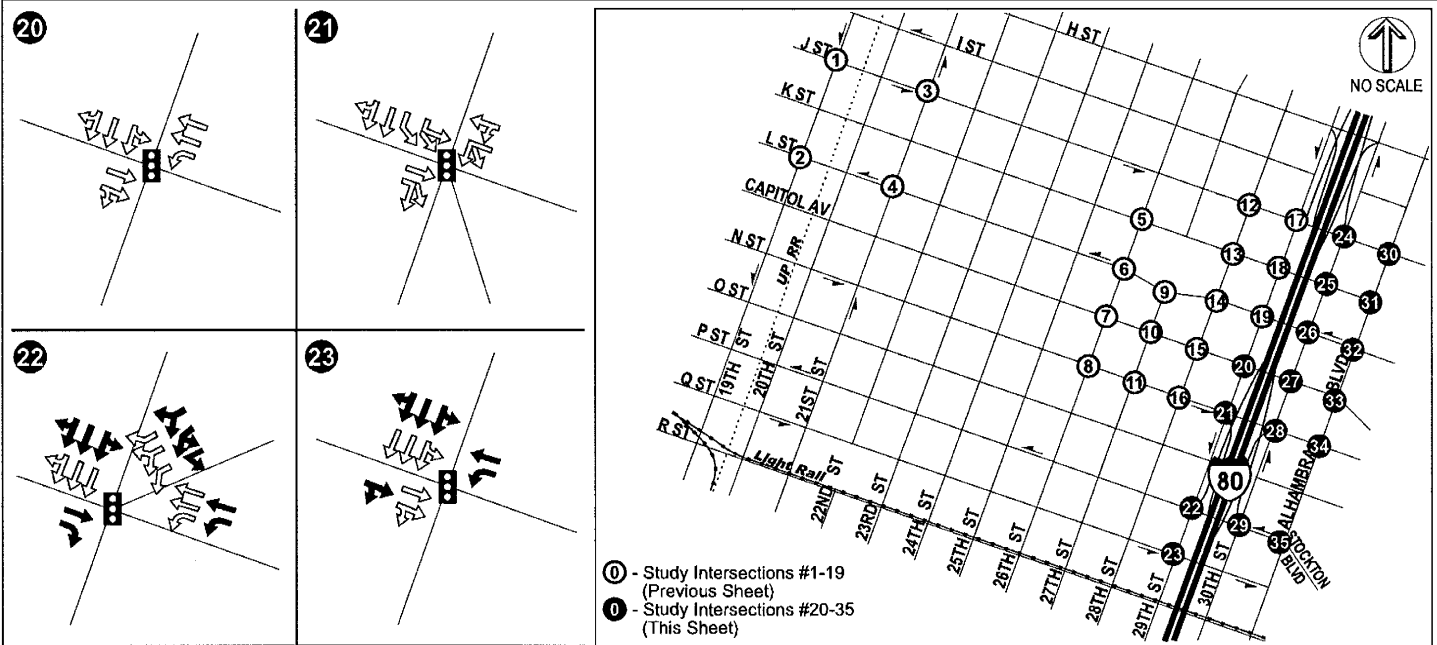 20
21
22
23
NO SCALE
H ST
I ST
J ST
K ST
L ST
CAPITOL AV
N ST
O ST
P ST
Q ST
R ST
UP RR
19TH ST
20TH ST
21ST ST
22ND ST
23RD ST
24TH ST
25TH ST
26TH ST
27TH ST
28TH ST
29TH ST
30TH ST
Light Rail
ALHAMBRA BLVD
STOCKTON BLVD
80
1
2
3
4
5
6
7
8
9
10
11
12
13
14
15
16
17
18
19
20
21
22
23
24
25
26
27
28
29
30
31
32
33
34
35
0 - Study Intersections #1-19
(Previous Sheet)
0 - Study Intersections #20-35
(This Sheet)